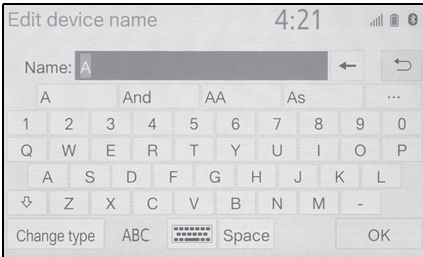 Edit device name 4:21
Name: A
A And AA As ...
1 2 3 4 5 6 7 8 9 0
Q W E R T Y U I O P
A S D F G H J K L
Z X C V B N M -
Change type ABC Space OK